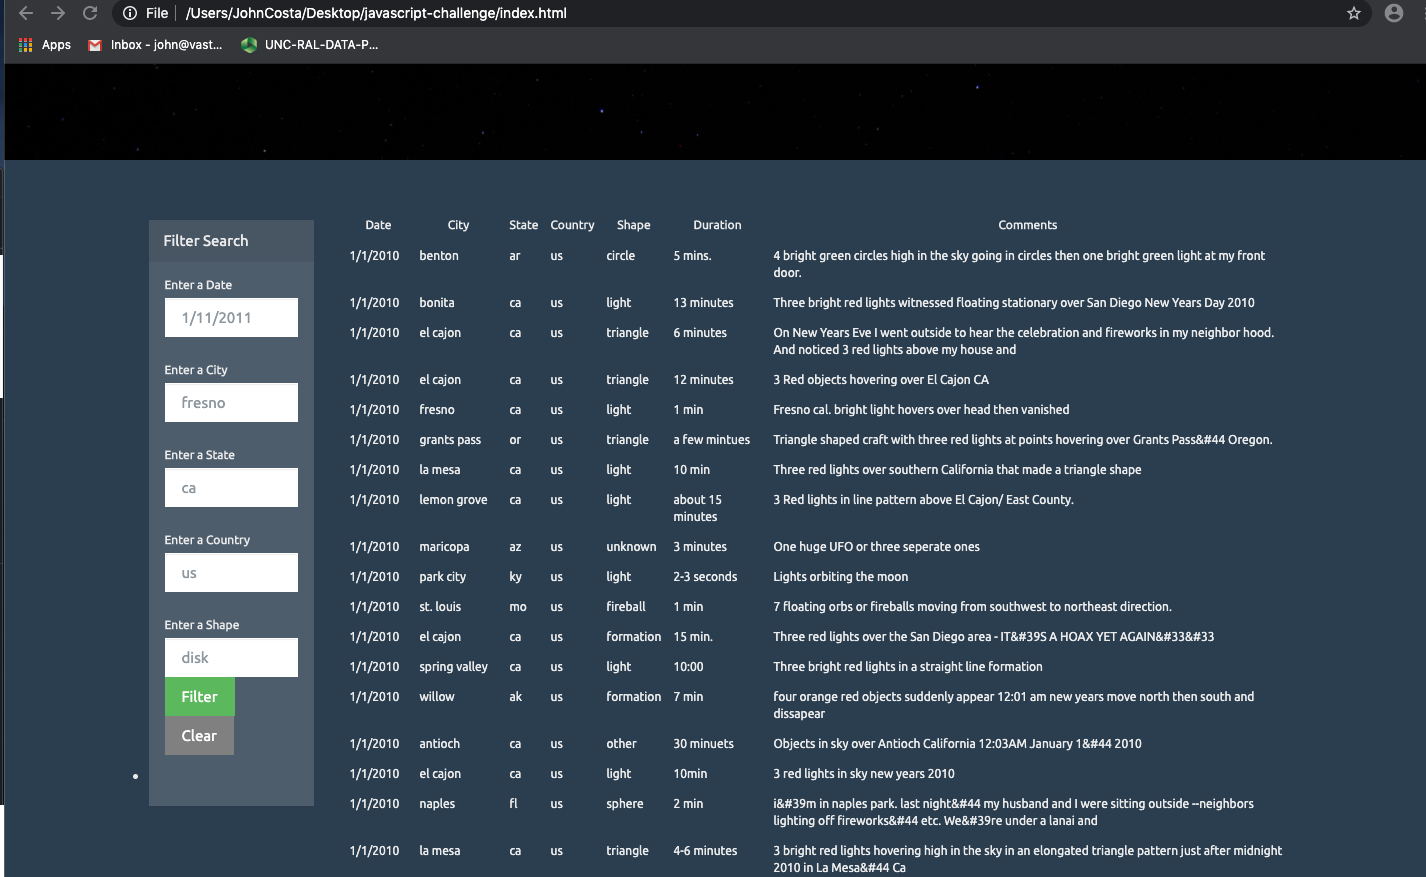 File /Users/JohnCosta/Desktop/javascript-challenge/index.html
Apps Inbox - john@vast... UNC-RAL-DATA-P...
Filter Search
Enter a Date
1/11/2011
Enter a City
fresno
Enter a State
ca
Enter a Country
us
Enter a Shape
disk
Filter
Clear
Date City State Country Shape Duration Comments
1/1/2010 benton ar us circle 5 mins. 4 bright green circles high in the sky going in circles then one bright green light at my front
door.
1/1/2010 bonita ca us light 13 minutes Three bright red lights witnessed floating stationary over San Diego New Years Day 2010
1/1/2010 el cajon ca us triangle 6 minutes On New Years Eve I went outside to hear the celebration and fireworks in my neighbor hood.
And noticed 3 red lights above my house and
1/1/2010 el cajon ca us triangle 12 minutes 3 Red objects hovering over El Cajon CA
1/1/2010 fresno ca us light 1 min Fresno cal. bright light hovers over head then vanished
1/1/2010 grants pass or us triangle a few mintues Triangle shaped craft with three red lights at points hovering over Grants Pass&#44 Oregon.
1/1/2010 la mesa ca us light 10 min Three red lights over southern California that made a triangle shape
1/1/2010 lemon grove ca us light about 15 3 Red lights in line pattern above El Cajon/ East County.
minutes
1/1/2010 maricopa az us unknown 3 minutes One huge UFO or three seperate ones
1/1/2010 park city ky us light 2-3 seconds Lights orbiting the moon
1/1/2010 st. louis mo us fireball 1 min 7 floating orbs or fireballs moving from southwest to northeast direction.
1/1/2010 el cajon ca us formation 15 min. Three red lights over the San Diego area - IT&#39S A HOAX YET AGAIN&#33&#33
1/1/2010 spring valley ca us light 10:00 Three bright red lights in a straight line formation
1/1/2010 willow ak us formation 7 min four orange red objects suddenly appear 12:01 am new years move north then south and
dissapear
1/1/2010 antioch ca us other 30 minuets Objects in sky over Antioch California 12:03AM January 1&#44 2010
1/1/2010 el cajon ca us light 10min 3 red lights in sky new years 2010
1/1/2010 naples fl us sphere 2 min i&#39m in naples park. last night&#44 my husband and I were sitting outside --neighbors
lighting off fireworks&#44 etc. We&#39re under a lanai and
1/1/2010 la mesa ca us triangle 4-6 minutes 3 bright red lights hovering high in the sky in an elongated triangle pattern just after midnight
2010 in La Mesa&#44 Ca